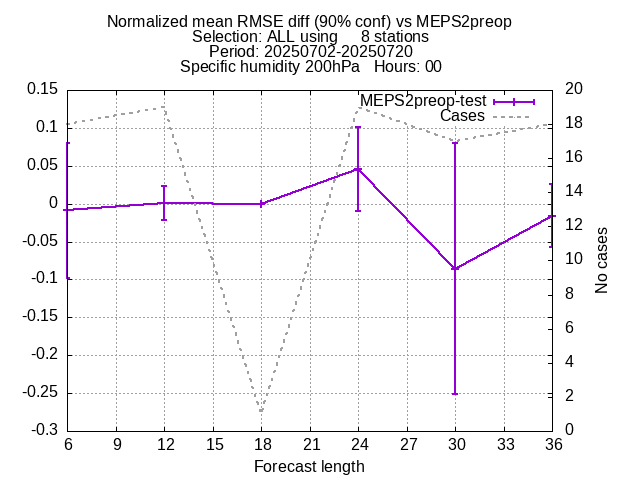 Normalized mean RMSE diff (90% conf) vs MEPS2preop
Selection: ALL using     8 stations
Period: 20250702-20250720
Specific humidity 200hPa   Hours: 00
MEPS2preop-test
Cases
0.15
0.1
0.05
0
-0.05
-0.1
-0.15
-0.2
-0.25
-0.3
20
18
16
14
12
10
8
6
4
2
0
No cases
6 9 12 15 18 21 24 27 30 33 36
Forecast length